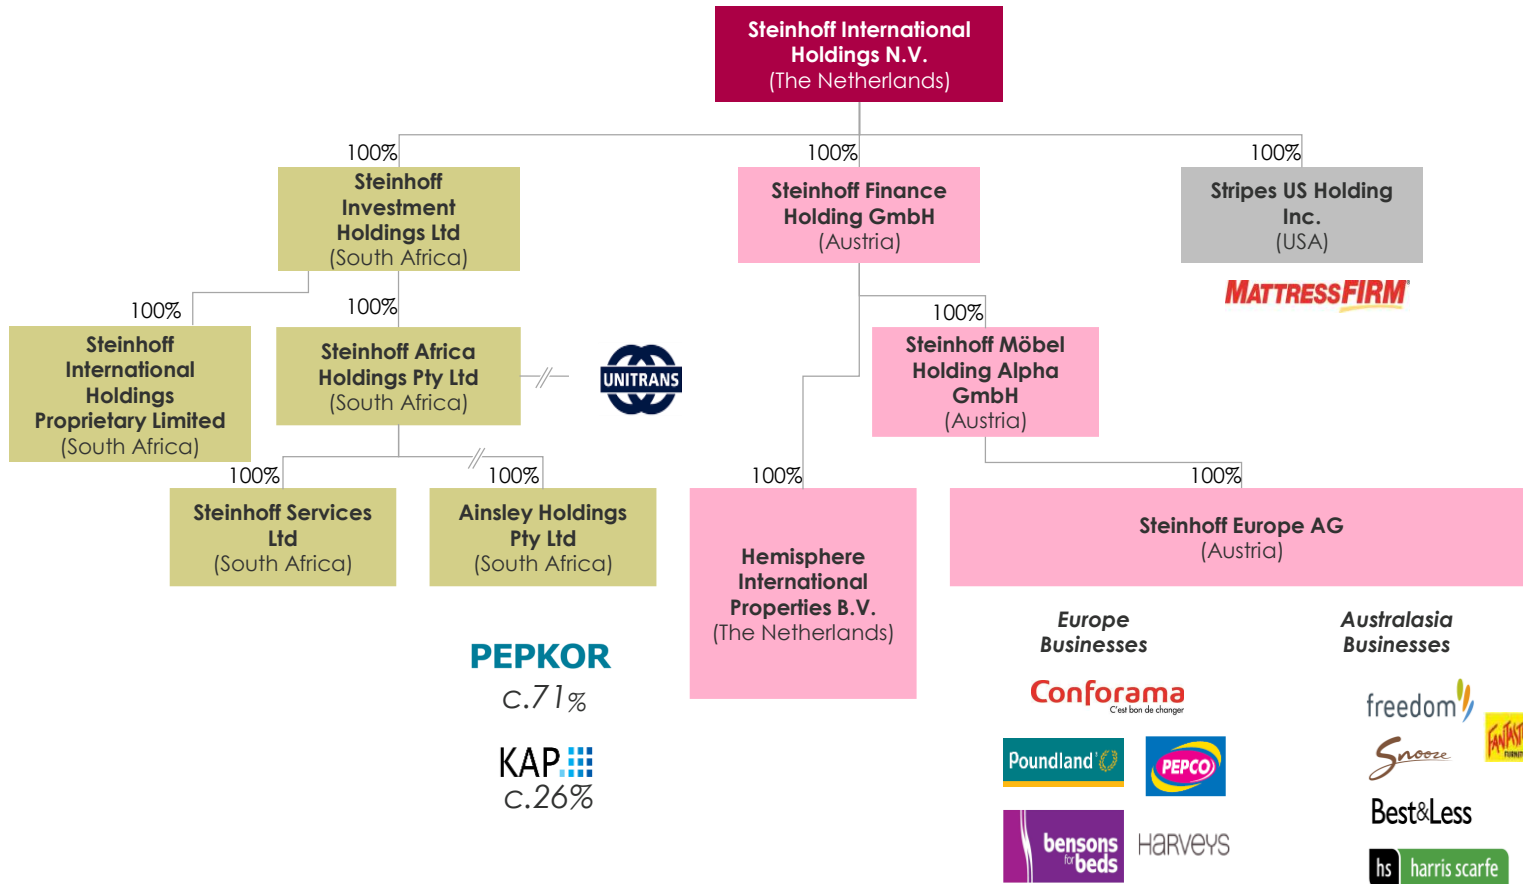 Steinhoff International
Holdings N.V.
(The Netherlands)
100%
100%
100%
Steinhoff
Investment
Holdings Ltd
(South Africa)
Steinhoff Finance
Holding GmbH
(Austria)
Stripes US Holding
Inc.
(USA)
MATTRESSFIRM
100%
100%
100%
Steinhoff
International
Holdings
Proprietary Limited
(South Africa)
Steinhoff Africa
Holdings Pty Ltd
(South Africa)
UNITRANS
Steinhoff Möbel
Holding Alpha
GmbH
(Austria)
100%
100%
100%
100%
Steinhoff Services
Ltd
(South Africa)
Ainsley Holdings
Pty Ltd
(South Africa)
Hemisphere
International
Properties B.V.
(The Netherlands)
Steinhoff Europe AG
(Austria)
PEPKOR
c.71%
KAP
c.26%
Europe
Businesses
Conforama
C'est bon de changer
Poundland
PEPCO
bensons
for
beds
HARVEYS
Australasia
Businesses
freedom
Snooze
Best&Less
hs harris scarfe